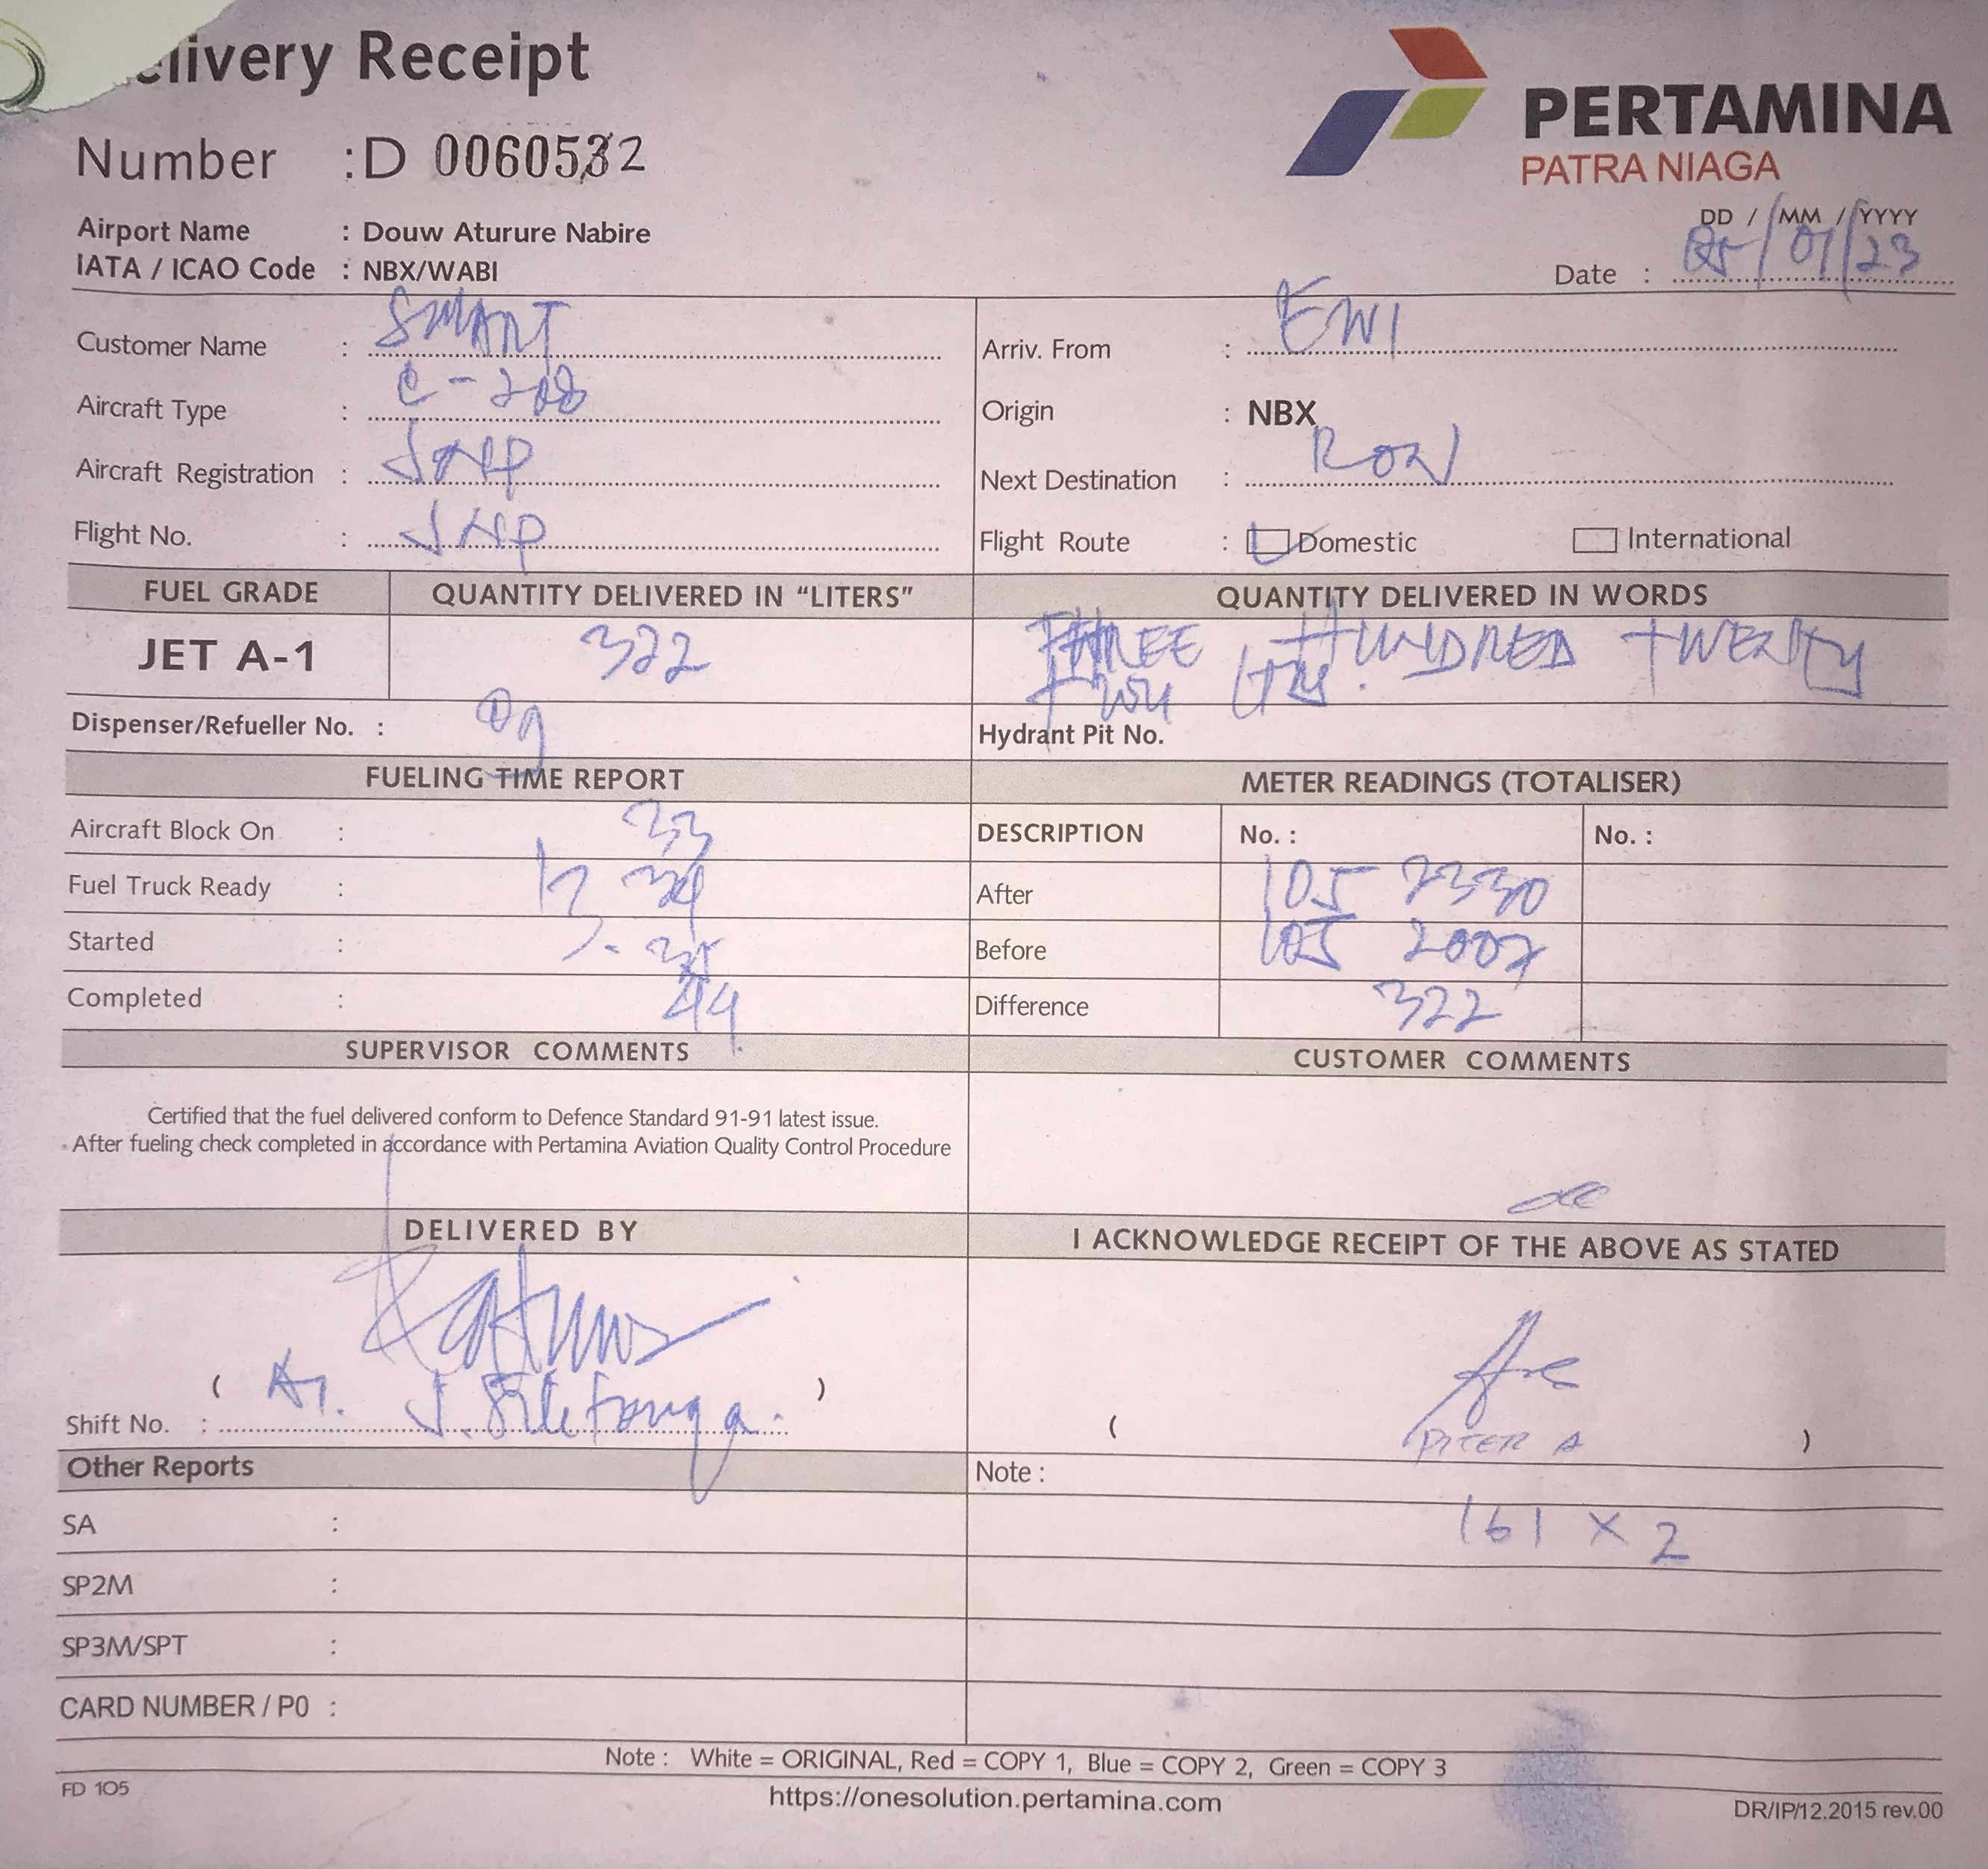 elivery Receipt
PERTAMINA
PATRA NIAGA
Number : D 0060532
Airport Name : Douw Aturure Nabire
IATA / ICAO Code : NBX/WABI
DD / MM / YYYY
Date : 05/01/23
Customer Name : SMART
Arriv. From : EWI
Aircraft Type : C-208
Origin : NBX
Aircraft Registration : SNP
Next Destination :
Flight No. : SNP
Flight Route : Domestic International
FUEL GRADE QUANTITY DELIVERED IN “LITERS” QUANTITY DELIVERED IN WORDS
JET A-1 322 THREE HUNDRED TWENTY
TWO LTRS.
Dispenser/Refueller No. : 09
Hydrant Pit No.
FUELING TIME REPORT METER READINGS (TOTALISER)
Aircraft Block On : 33
DESCRIPTION No. : No. :
Fuel Truck Ready :
After 105 2330
Started :
Before 105 2007
Completed : 44
Difference 322
SUPERVISOR COMMENTS CUSTOMER COMMENTS
Certified that the fuel delivered conform to Defence Standard 91-91 latest issue.
After fueling check completed in accordance with Pertamina Aviation Quality Control Procedure
DELIVERED BY I ACKNOWLEDGE RECEIPT OF THE ABOVE AS STATED
( J. Sitetonga. )
Shift No. :
( PITER A )
Other Reports Note :
SA : 161 X 2
SP2M :
SP3M/SPT :
CARD NUMBER / P0 :
Note : White = ORIGINAL, Red = COPY 1, Blue = COPY 2, Green = COPY 3
FD 105
https://onesolution.pertamina.com
DR/IP/12.2015 rev.00